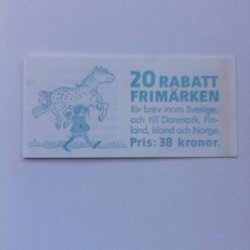 20 RABATT
FRIMÄRKEN
för brev inom Sverige,
och till Danmark, Fin-
land, Island och Norge.
Pris: 38 kronor.